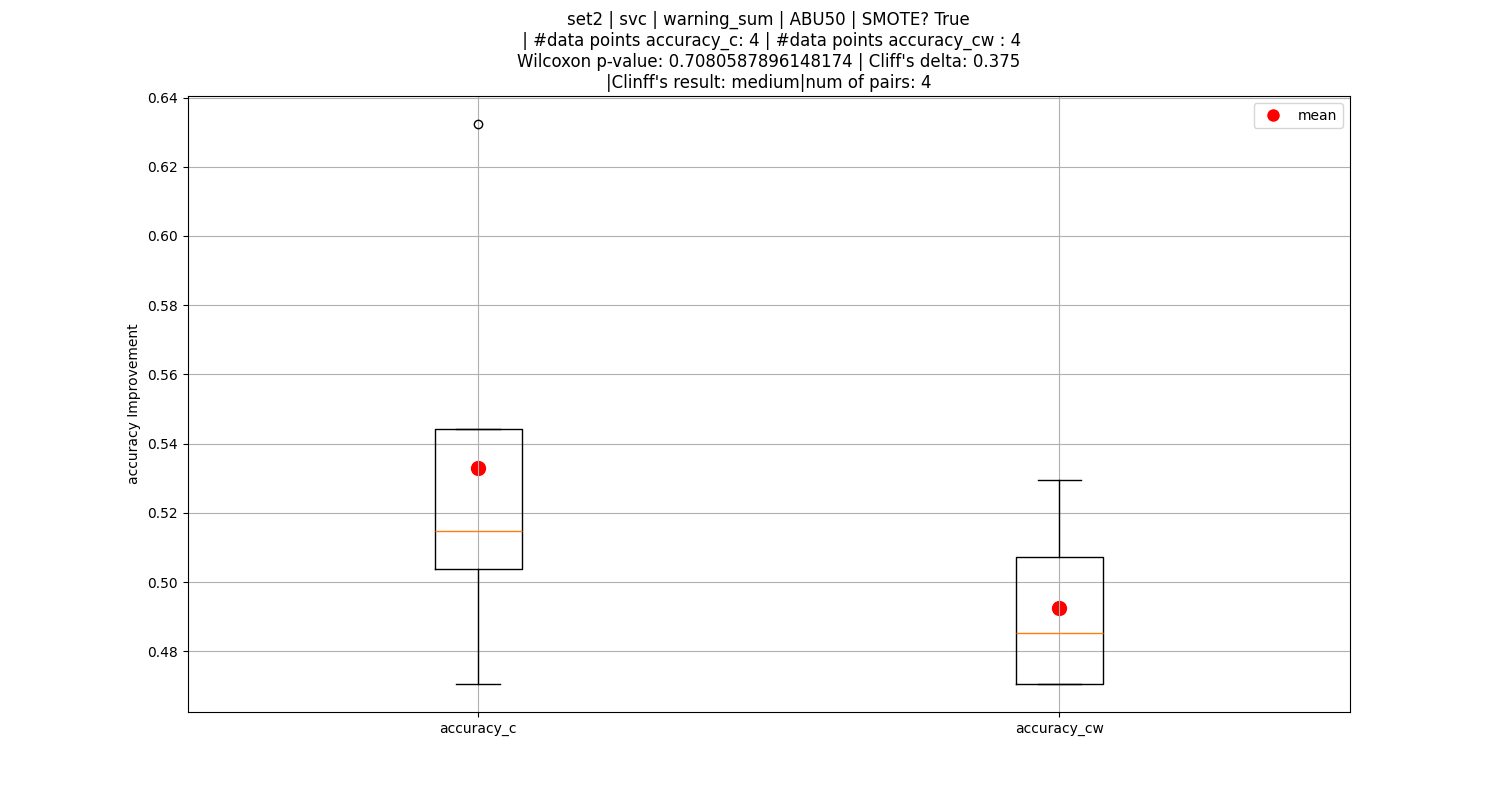 set2 | svc | warning_sum | ABU50 | SMOTE? True
| #data points accuracy_c: 4 | #data points accuracy_cw : 4
Wilcoxon p-value: 0.7080587896148174 | Cliff's delta: 0.375
|Clinff's result: medium|num of pairs: 4
mean
0.64
0.62
0.60
0.58
0.56
0.54
0.52
0.50
0.48
accuracy Improvement
accuracy_c
accuracy_cw